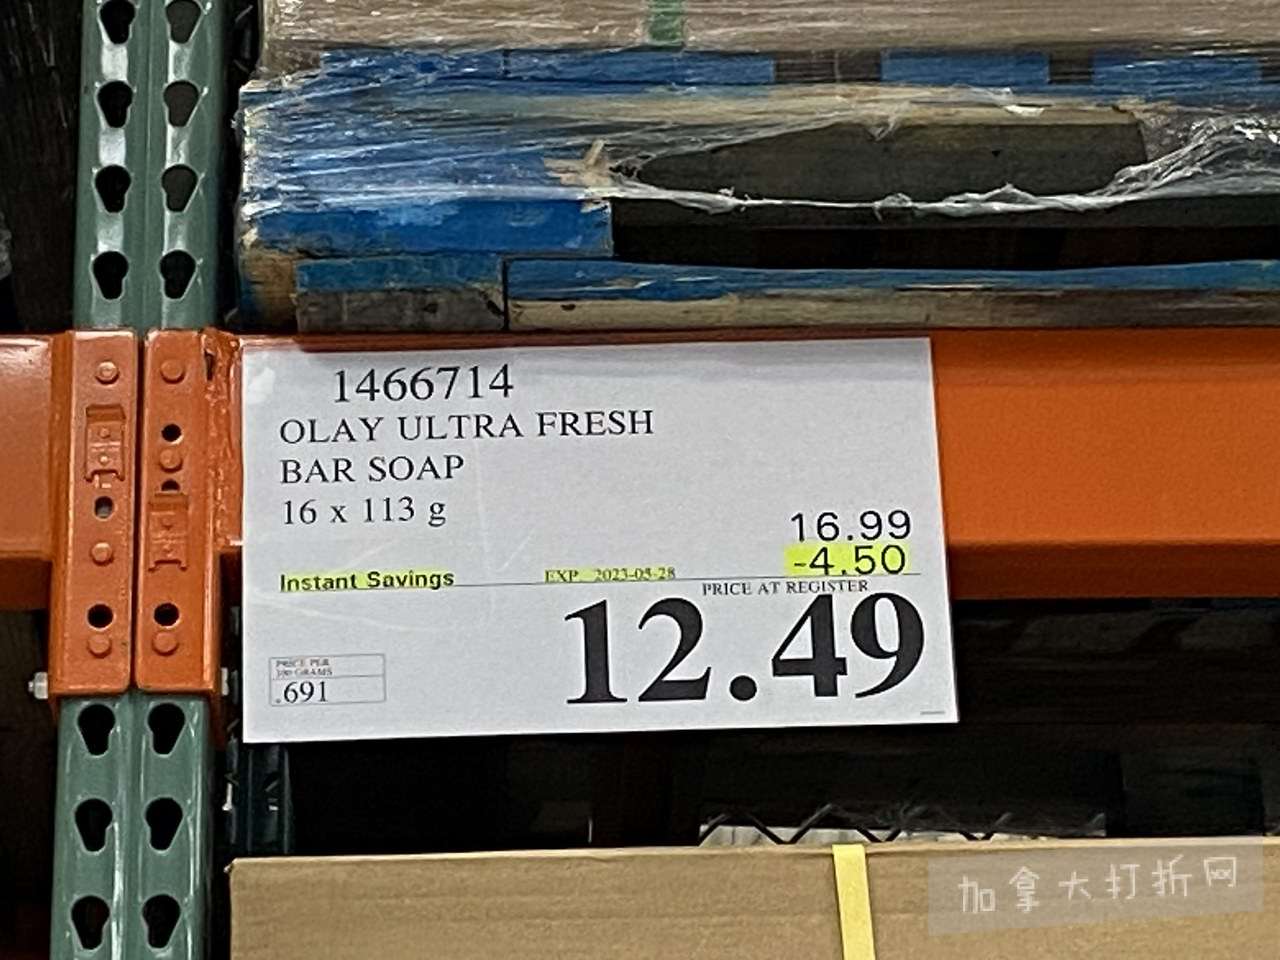 1466714
OLAY ULTRA FRESH
BAR SOAP
16 x 113 g
16.99
-4.50
Instant Savings EXP 2023-05-28
PRICE AT REGISTER
12.49
PRICE PER
100 GRAMS
.691
加拿大打折网